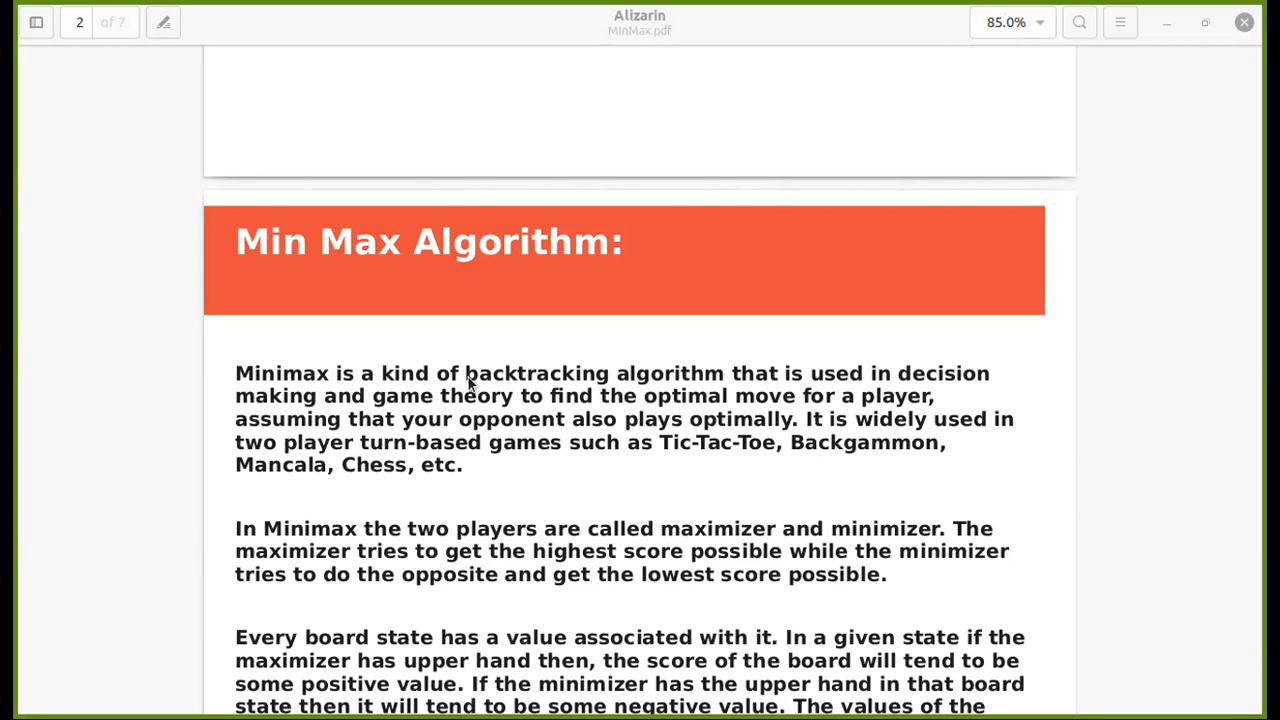 2 of 7
Alizarin
MinMax.pdf
85.0%
Min Max Algorithm:
Minimax is a kind of backtracking algorithm that is used in decision
making and game theory to find the optimal move for a player,
assuming that your opponent also plays optimally. It is widely used in
two player turn-based games such as Tic-Tac-Toe, Backgammon,
Mancala, Chess, etc.
In Minimax the two players are called maximizer and minimizer. The
maximizer tries to get the highest score possible while the minimizer
tries to do the opposite and get the lowest score possible.
Every board state has a value associated with it. In a given state if the
maximizer has upper hand then, the score of the board will tend to be
some positive value. If the minimizer has the upper hand in that board
state then it will tend to be some negative value. The values of the